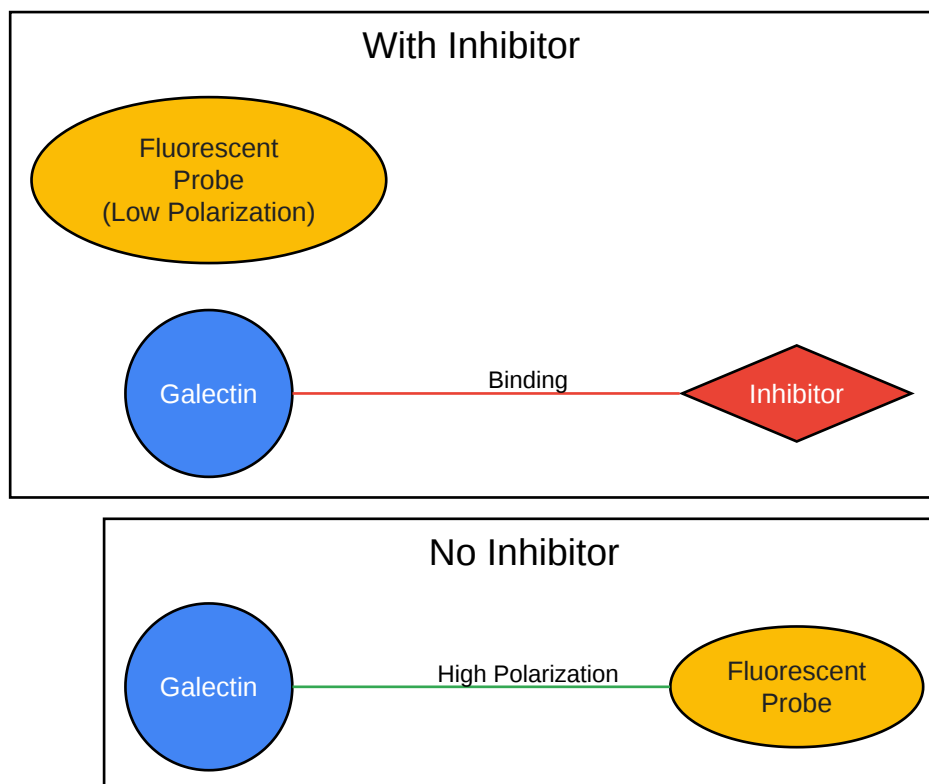 With Inhibitor
Fluorescent
Probe
(Low Polarization)
Galectin
Binding
Inhibitor
No Inhibitor
Galectin
High Polarization
Fluorescent
Probe